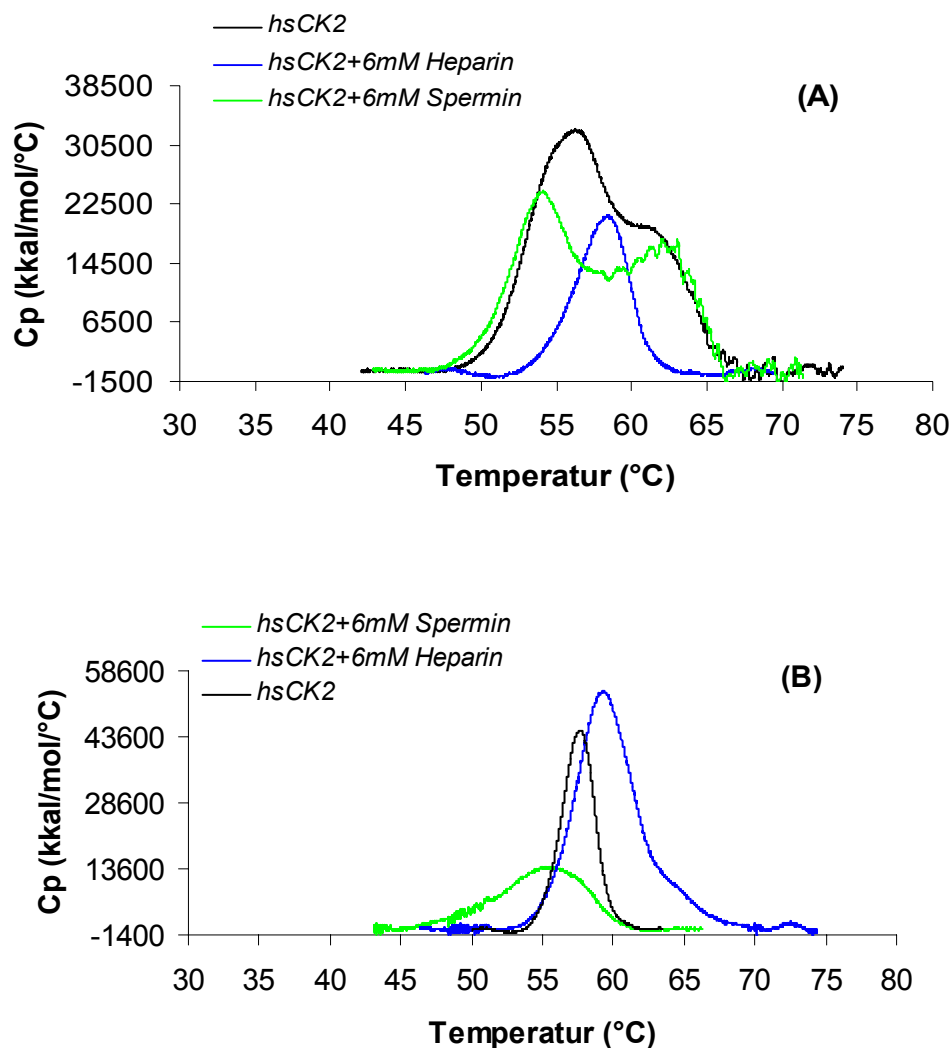 hsCK2
hsCK2+6mM Heparin
hsCK2+6mM Spermin
(A)
Cp (kkal/mol/°C)
38500
30500
22500
14500
6500
-1500
30 35 40 45 50 55 60 65 70 75 80
Temperatur (°C)
hsCK2+6mM Spermin
hsCK2+6mM Heparin
hsCK2
(B)
Cp (kkal/mol/°C)
58600
43600
28600
13600
-1400
30 35 40 45 50 55 60 65 70 75 80
Temperatur (°C)